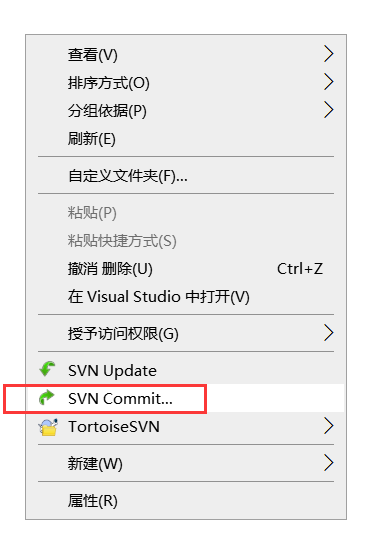 查看(V)
排序方式(O)
分组依据(P)
刷新(E)
自定义文件夹(F)...
粘贴(P)
粘贴快捷方式(S)
撤消 删除(U) Ctrl+Z
在 Visual Studio 中打开(V)
授予访问权限(G)
SVN Update
SVN Commit...
TortoiseSVN
新建(W)
属性(R)